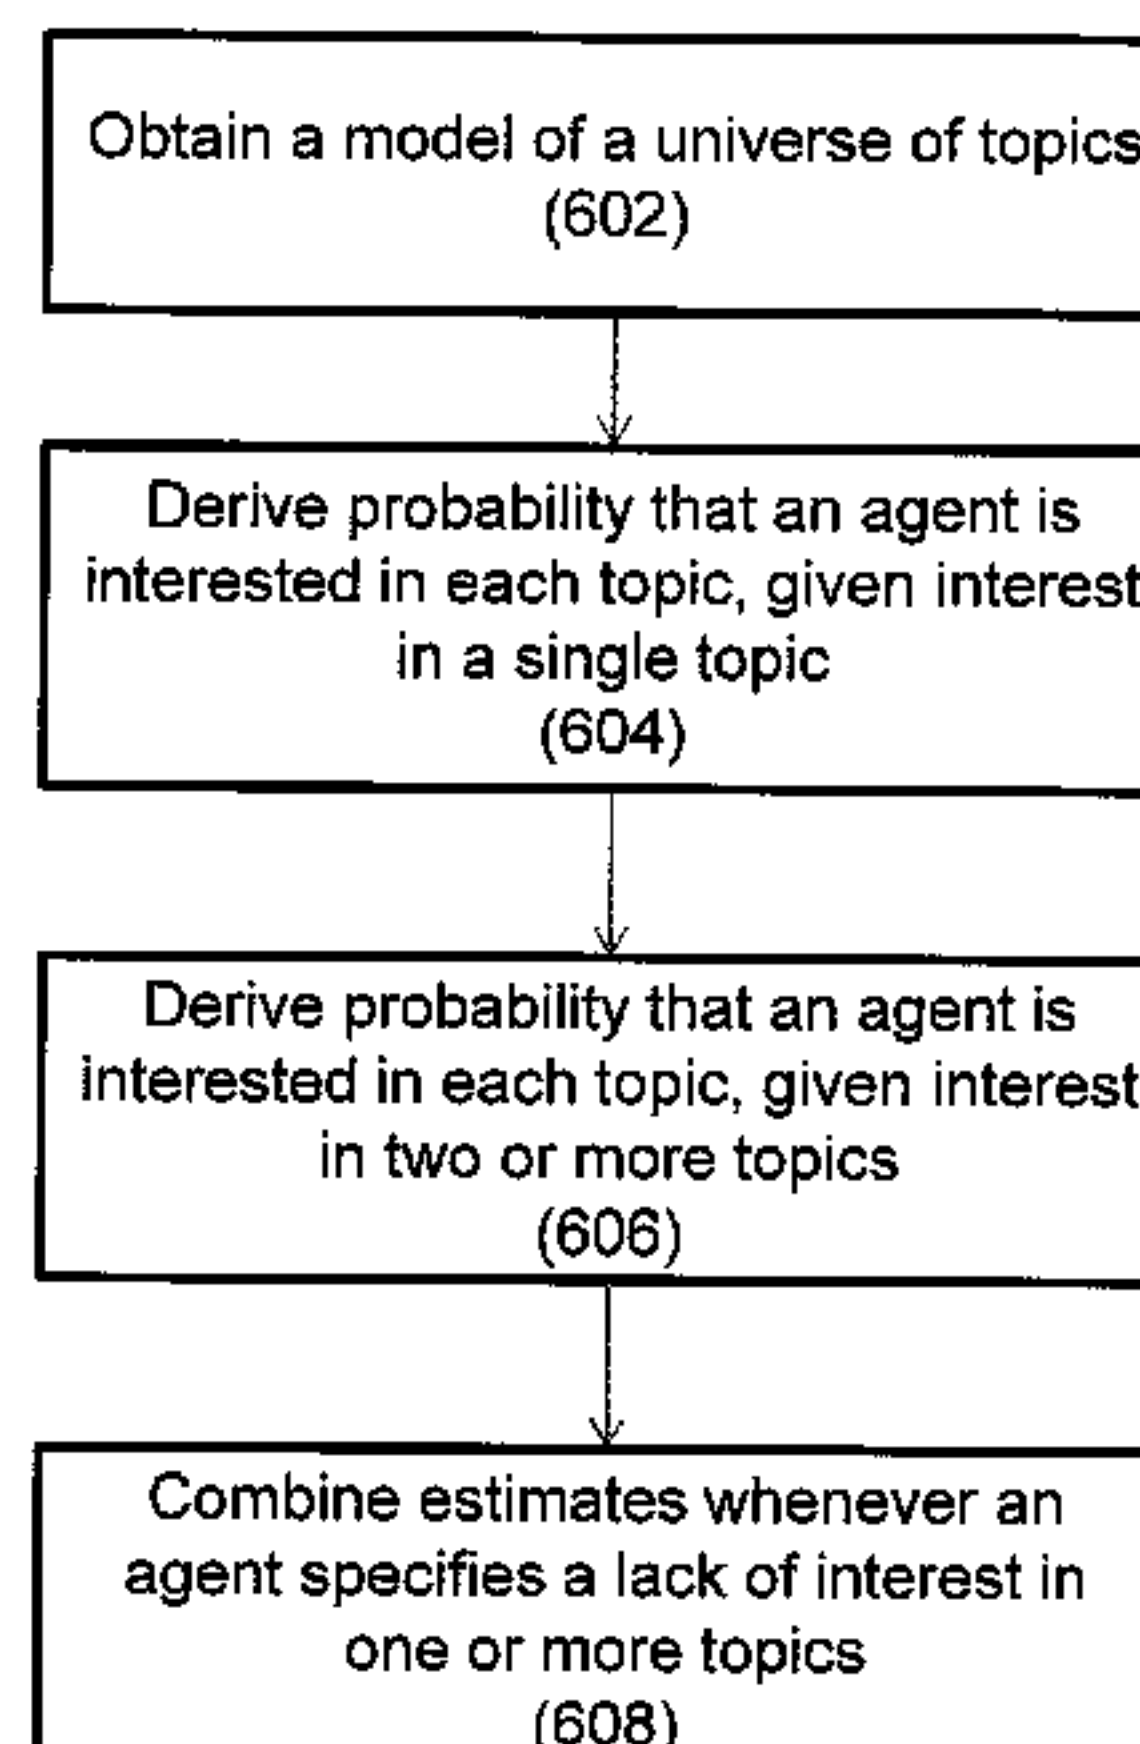 Obtain a model of a universe of topics
(602)
Derive probability that an agent is
interested in each topic, given interest
in a single topic
(604)
Derive probability that an agent is
interested in each topic, given interest
in two or more topics
(606)
Combine estimates whenever an
agent specifies a lack of interest in
one or more topics
(608)